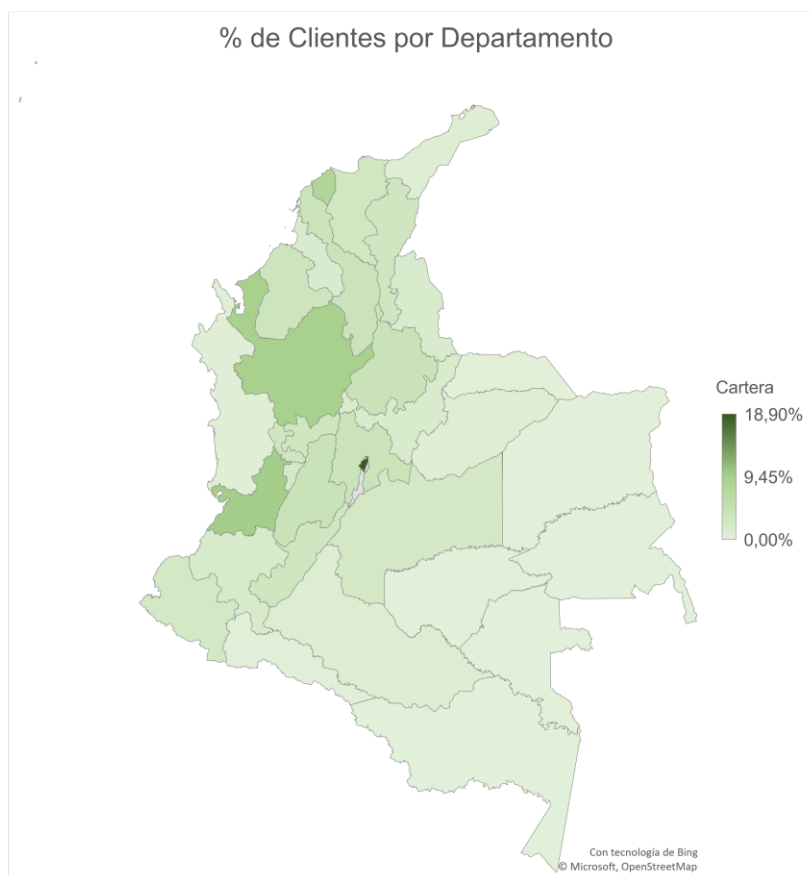 % de Clientes por Departamento
Cartera
18,90%
9,45%
0,00%
Con tecnología de Bing
© Microsoft, OpenStreetMap